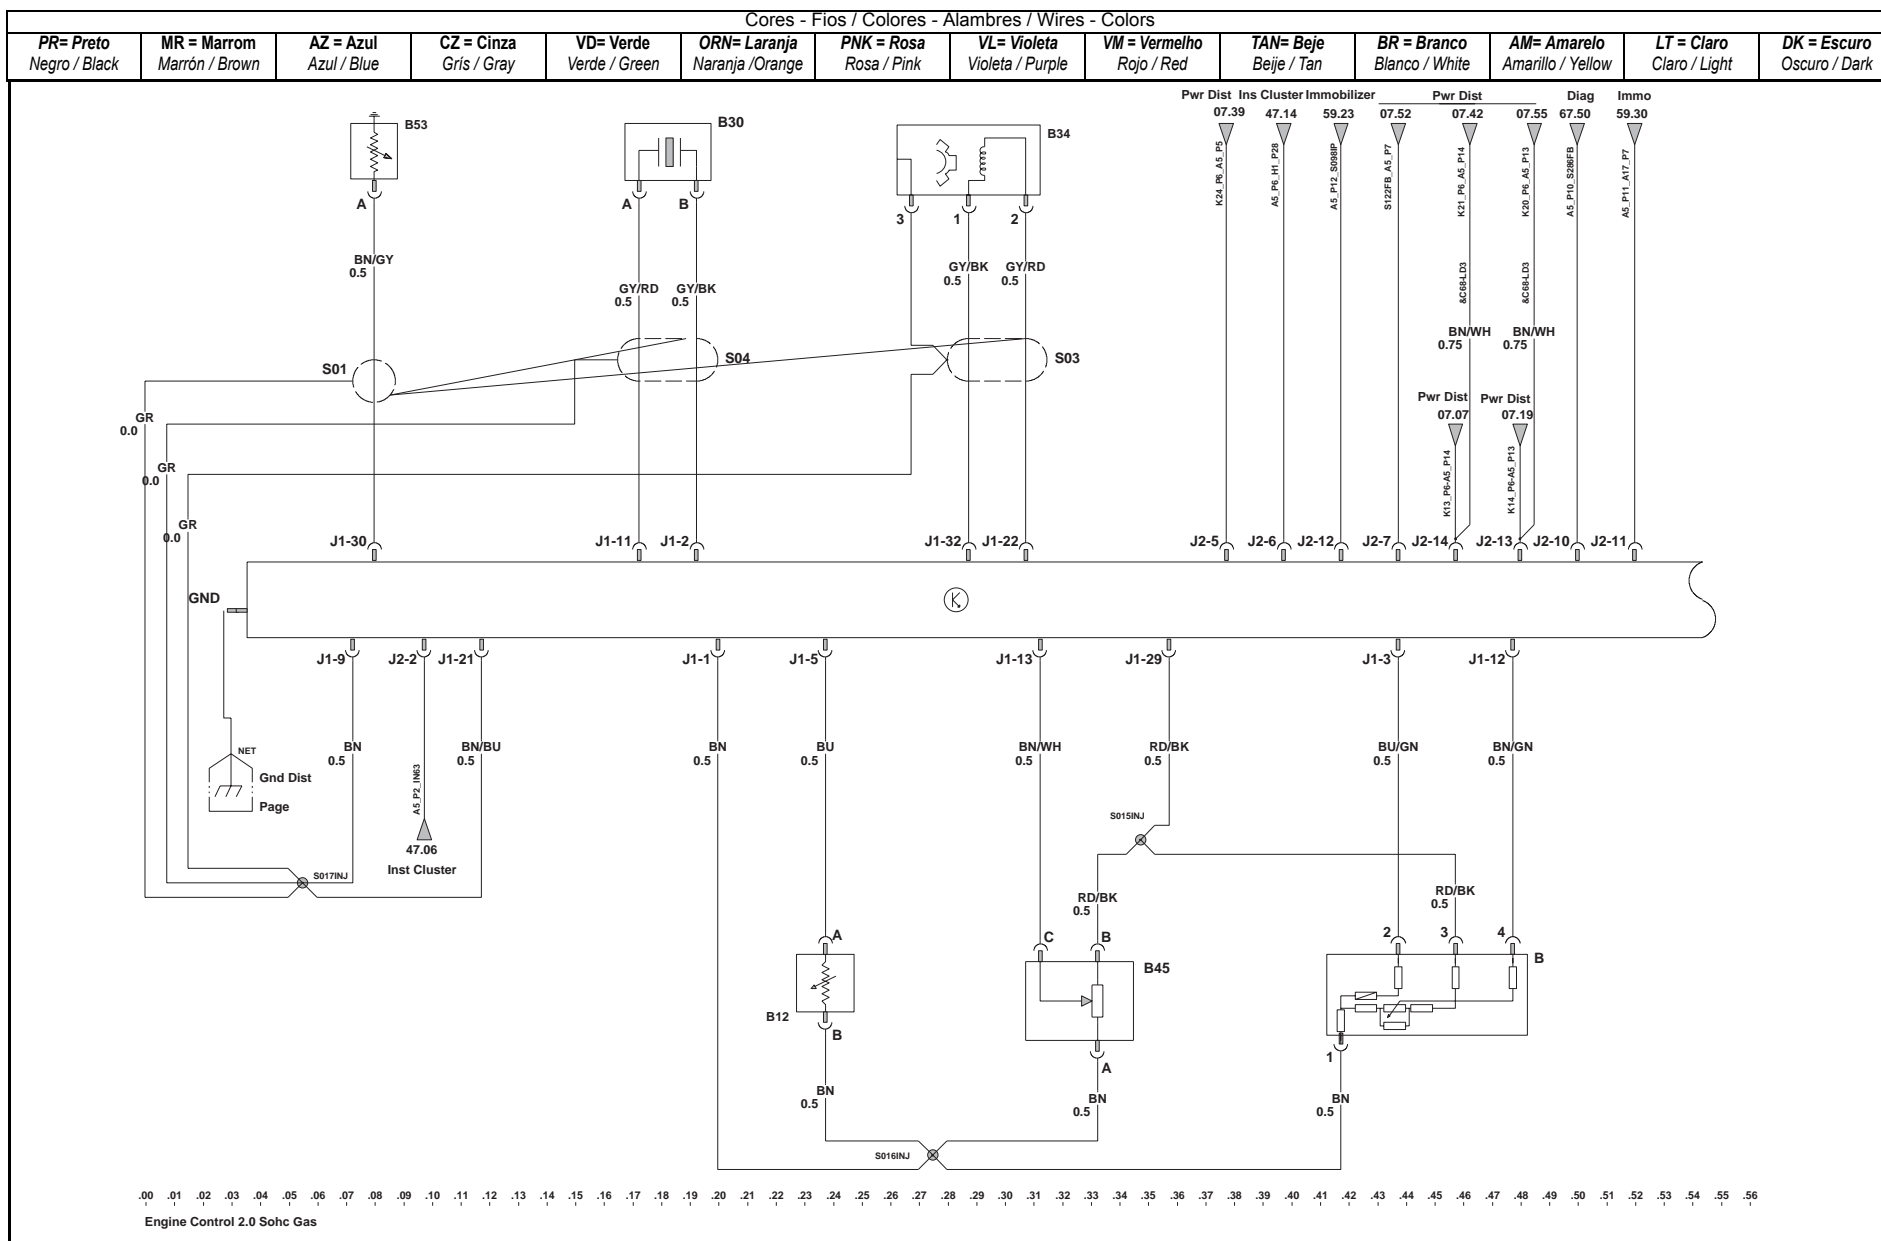 Cores - Fios / Colores - Alambres / Wires - Colors
PR= Preto MR = Marrom AZ = Azul CZ = Cinza VD= Verde ORN= Laranja PNK = Rosa VL= Violeta VM = Vermelho TAN= Beje BR = Branco AM= Amarelo LT = Claro DK = Escuro
Negro / Black Marrón / Brown Azul / Blue Gris / Gray Verde / Green Naranja /Orange Rosa / Pink Violeta / Purple Rojo / Red Beije / Tan Blanco / White Amarillo / Yellow Claro / Light Oscuro / Dark
Pwr Dist Ins Cluster Immobilizer Pwr Dist Diag Immo
07.39 47.14 59.23 07.52 07.42 07.55 67.50 59.30
B53 B30 B34
K24_P6_A5_P5 A5_P6_H1_P28 A5_P12_S098IP S122FB_A5_P7 K21_P6_A5_P14 K20_P6_A5_P13 A5_P10_S286FB A5_P11_A17_P7
A A B 3 1 2
BN/GY GY/BK GY/RD
0.5 0.5 0.5
GY/RD GY/BK &C68-LD3 &C68-LD3
0.5 0.5
BN/WH BN/WH
0.75 0.75
S01 S04 S03
Pwr Dist Pwr Dist
07.07 07.19
GR
0.0
GR
0.0
K13_P6-A5_P14 K14_P6-A5_P13
GR
0.0
J1-30 J1-11 J1-2 J1-32 J1-22 J2-5 J2-6 J2-12 J2-7 J2-14 J2-13 J2-10 J2-11
GND K
J1-9 J2-2 J1-21 J1-1 J1-5 J1-13 J1-29 J1-3 J1-12
NET BN BN/BU BN BU BN/WH RD/BK BU/GN BN/GN
0.5 0.5 0.5 0.5 0.5 0.5 0.5 0.5
Gnd Dist
Page
A5_P2_IN63
S015INJ
47.06
Inst Cluster
S017INJ
RD/BK RD/BK
0.5 0.5
A C B 2 3 4
B45 B
B12 B
1
A
BN BN BN
0.5 0.5 0.5
S016INJ
.00 .01 .02 .03 .04 .05 .06 .07 .08 .09 .10 .11 .12 .13 .14 .15 .16 .17 .18 .19 .20 .21 .22 .23 .24 .25 .26 .27 .28 .29 .30 .31 .32 .33 .34 .35 .36 .37 .38 .39 .40 .41 .42 .43 .44 .45 .46 .47 .48 .49 .50 .51 .52 .53 .54 .55 .56
Engine Control 2.0 Sohc Gas